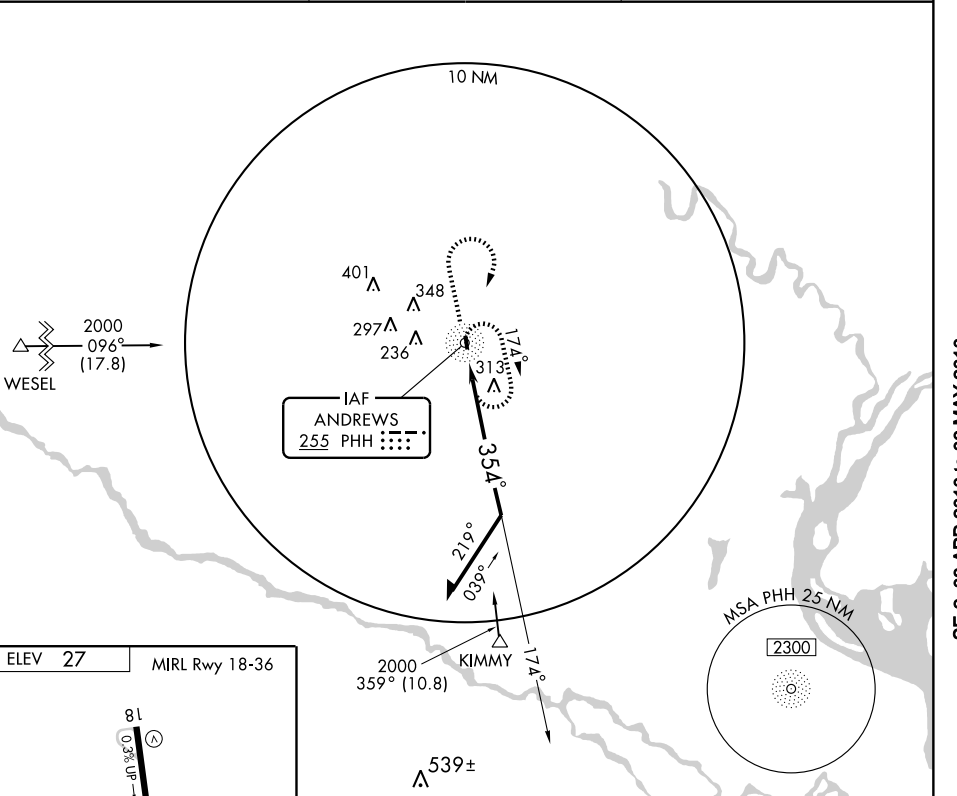 10 NM
401
348
297
236
174°
313
2000
096°
(17.8)
WESEL
IAF
ANDREWS
255 PHH
354°
219°
039°
2000
359° (10.8)
KIMMY
174°
MSA PHH 25 NM
2300
ELEV 27
MIRL Rwy 18-36
18
V
0.3% UP
539±